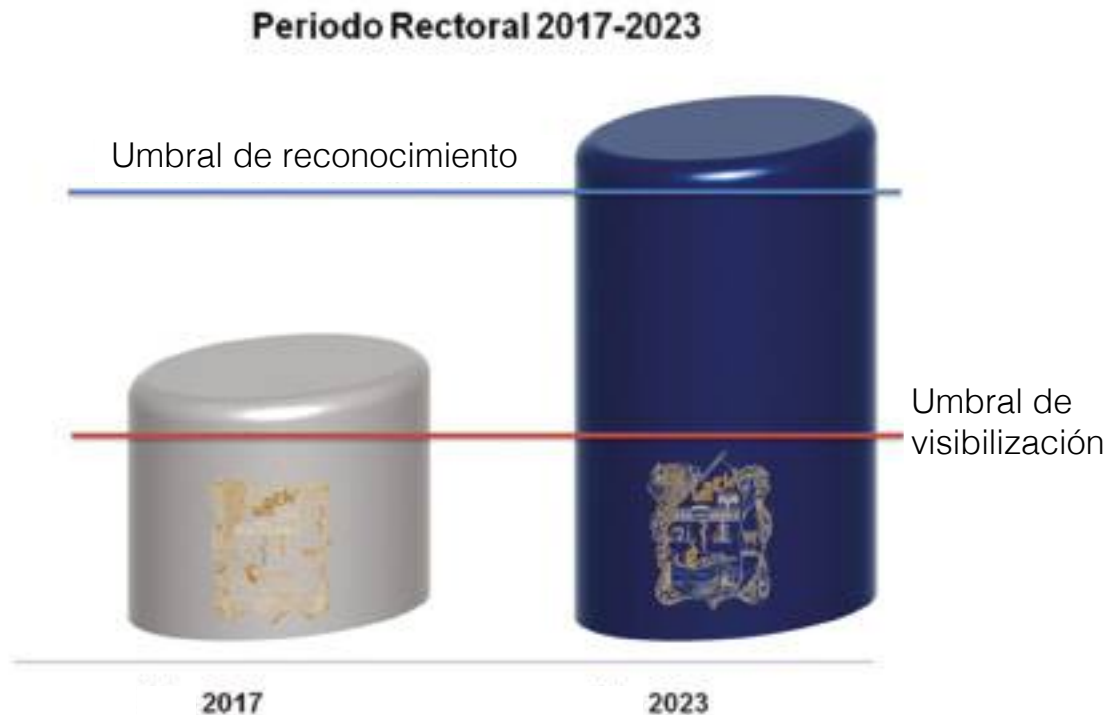 Periodo Rectoral 2017-2023
Umbral de reconocimiento
Umbral de
visibilización
2017
2023